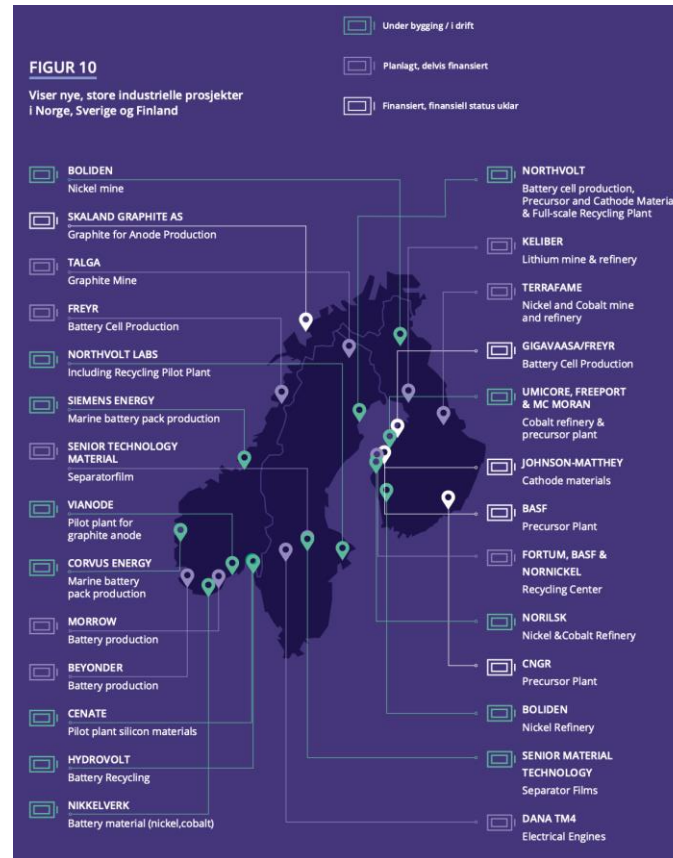 FIGUR 10
Viser nye, store industrielle prosjekter
i Norge, Sverige og Finland
Under bygging / i drift
Planlagt, delvis finansiert
Finansiert, finansiell status uklar
BOLIDEN
Nickel mine
SKALAND GRAPHITE AS
Graphite for Anode Production
TALGA
Graphite Mine
FREYR
Battery Cell Production
NORTHVOLT LABS
Including Recycling Pilot Plant
SIEMENS ENERGY
Marine battery pack production
SENIOR TECHNOLOGY
MATERIAL
Separatorfilm
VIANODE
Pilot plant for
graphite anode
CORVUS ENERGY
Marine battery
pack production
MORROW
Battery production
BEYONDER
Battery production
CENATE
Pilot plant silicon materials
HYDROVOLT
Battery Recycling
NIKKELVERK
Battery material (nickel,cobalt)
NORTHVOLT
Battery cell production,
Precursor and Cathode Materia
& Full-scale Recycling Plant
KELIBER
Lithium mine & refinery
TERRAFAME
Nickel and Cobalt mine
and refinery
GIGAVAASA/FREYR
Battery Cell Production
UMICORE, FREEPORT
& MC MORAN
Cobalt refinery &
precursor plant
JOHNSON-MATTHEY
Cathode materials
BASF
Precursor Plant
FORTUM, BASF &
NORNICKEL
Recycling Center
NORILSK
Nickel &Cobalt Refinery
CNGR
Precursor Plant
BOLIDEN
Nickel Refinery
SENIOR MATERIAL
TECHNOLOGY
Separator Films
DANA TM4
Electrical Engines